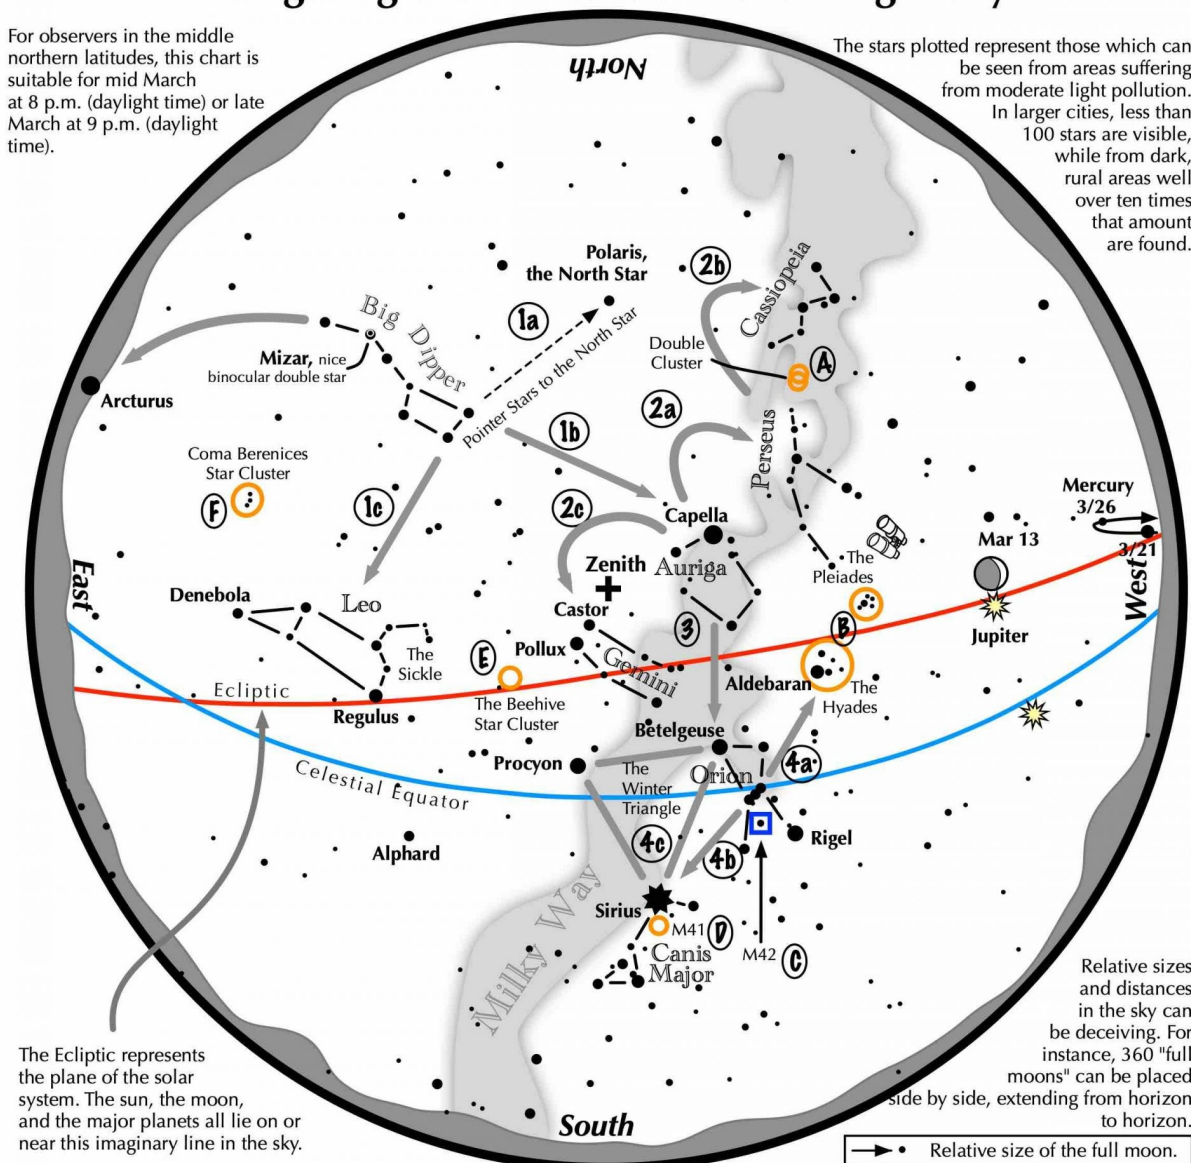 For observers in the middle
northern latitudes, this chart is
suitable for mid March
at 8 p.m. (daylight time) or late
March at 9 p.m. (daylight
time).
The stars plotted represent those which can
be seen from areas suffering
from moderate light pollution.
In larger cities, less than
100 stars are visible,
while from dark,
rural areas well
over ten times
that amount
are found.
North
Polaris,
the North Star
2b
Cassiopeia
1a
Big Dipper
Mizar, nice
binocular double star
Pointer Stars to the North Star
Double
Cluster
A
Arcturus
2a
Perseus
1b
Coma Berenices
Star Cluster
F
1c
2c
Capella
Mercury
3/26
3/21
Mar 13
The
Pleiades
Zenith
Auriga
East
West
Denebola
Leo
Castor
3
B
Jupiter
The
Sickle
E
Pollux
Gemini
Aldebaran
The
Hyades
Ecliptic
Regulus
The Beehive
Star Cluster
Betelgeuse
Procyon
The
Winter
Triangle
Orion
4a
Celestial Equator
Alphard
Rigel
4c
4b
Milky Way
Sirius
M41
D
M42
C
Canis
Major
South
The Ecliptic represents
the plane of the solar
system. The sun, the moon,
and the major planets all lie on or
near this imaginary line in the sky.
Relative sizes
and distances
in the sky can
be deceiving. For
instance, 360 "full
moons" can be placed
side by side, extending from horizon
to horizon.
Relative size of the full moon.